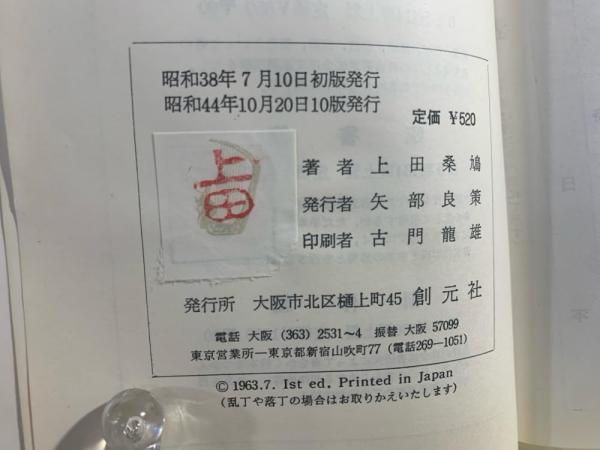 昭和38年7月10日初版発行
昭和44年10月20日10版発行
定価 ¥520
上田
著者 上田桑鳩
発行者 矢部良策
印刷者 古門龍雄
発行所 大阪市北区樋上町45 創元社
電話 大阪 (363) 2531~4 振替 大阪 57099
東京営業所―東京都新宿山吹町77 (電話269-1051)
© 1963.7. Ist ed. Printed in Japan
(乱丁や落丁の場合はお取りかえいたします)